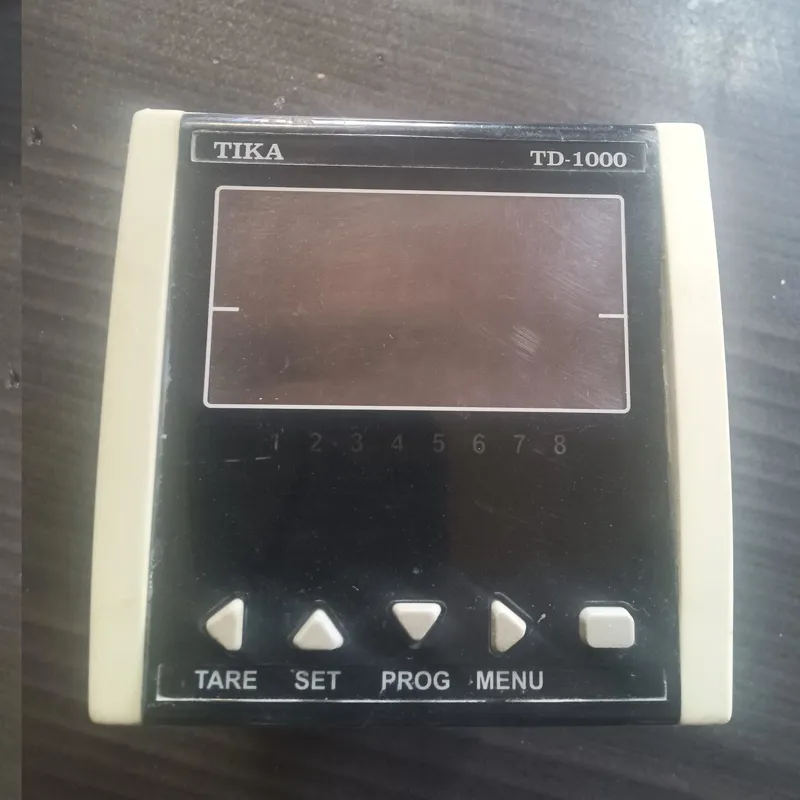 TIKA TD-1000
1 2 3 4 5 6 7 8
TARE SET PROG MENU